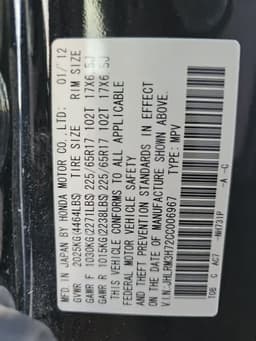 MFD. IN JAPAN BY HONDA MOTOR CO.,LTD. 01/'12
GVWR 2025KG(4464LBS) TIRE SIZE RIM SIZE
GAWR F 1030KG(2271LBS) 225/65R17 102T 17X6.5J
GAWR R 1015KG(2238LBS) 225/65R17 102T 17X6.5J
THIS VEHICLE CONFORMS TO ALL APPLICABLE
FEDERAL MOTOR VEHICLE SAFETY
AND THEFT PREVENTION STANDARDS IN EFFECT
ON THE DATE OF MANUFACTURE SHOWN ABOVE.
V.I.N.:JHLRM3H72CC006967 TYPE:MPV
T0B C AC7 -NH731P -A -C